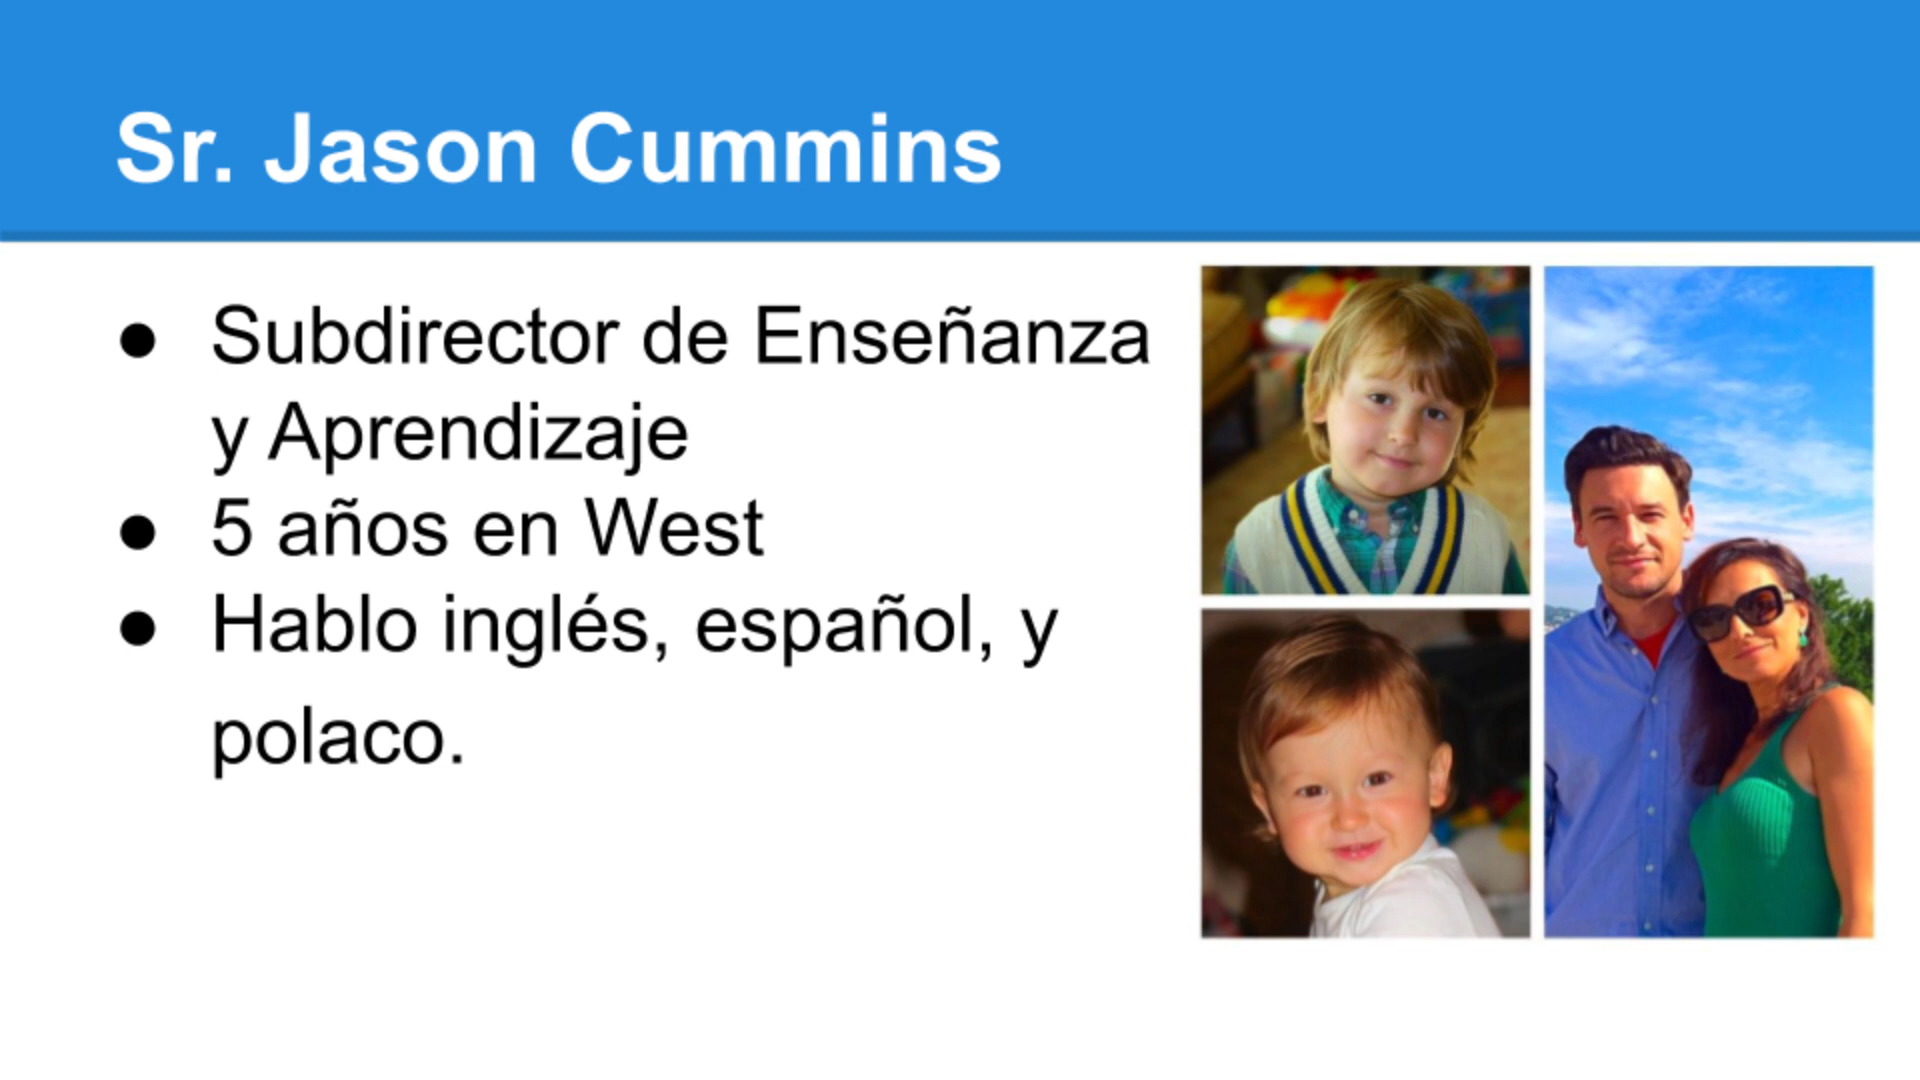 Sr. Jason Cummins
● Subdirector de Enseñanza
y Aprendizaje
● 5 años en West
● Hablo inglés, español, y
polaco.